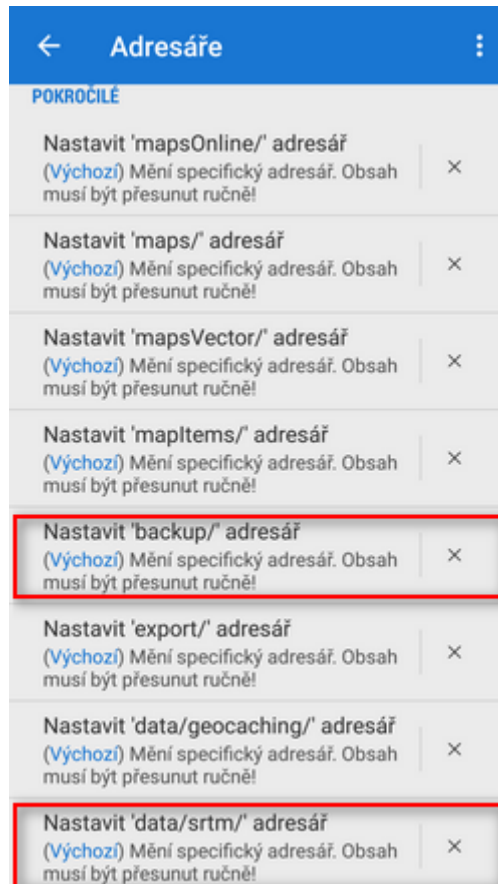 Adresáře
POKROČILÉ
Nastavit 'mapsOnline/' adresář
(Výchozí) Mění specifický adresář. Obsah
musí být přesunut ručně!
Nastavit 'maps/' adresář
(Výchozí) Mění specifický adresář. Obsah
musí být přesunut ručně!
Nastavit 'mapsVector/' adresář
(Výchozí) Mění specifický adresář. Obsah
musí být přesunut ručně!
Nastavit 'mapItems/' adresář
(Výchozí) Mění specifický adresář. Obsah
musí být přesunut ručně!
Nastavit 'backup/' adresář
(Výchozí) Mění specifický adresář. Obsah
musí být přesunut ručně!
Nastavit 'export/' adresář
(Výchozí) Mění specifický adresář. Obsah
musí být přesunut ručně!
Nastavit 'data/geocaching/' adresář
(Výchozí) Mění specifický adresář. Obsah
musí být přesunut ručně!
Nastavit 'data/srtm/' adresář
(Výchozí) Mění specifický adresář. Obsah
musí být přesunut ručně!